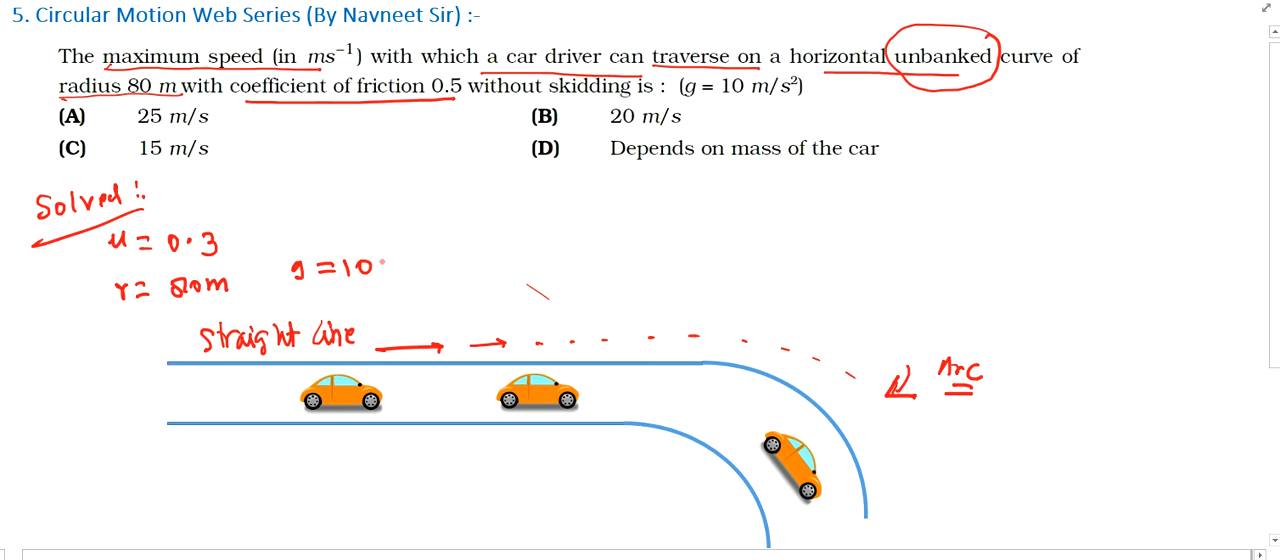 5. Circular Motion Web Series (By Navneet Sir) :-
The maximum speed (in ms⁻¹) with which a car driver can traverse on a horizontal unbanked curve of
radius 80 m with coefficient of friction 0.5 without skidding is : (g = 10 m/s²)
(A) 25 m/s (B) 20 m/s
(C) 15 m/s (D) Depends on mass of the car
Solved :
μ = 0.3
g = 10
r = 80m
straight line
Arc